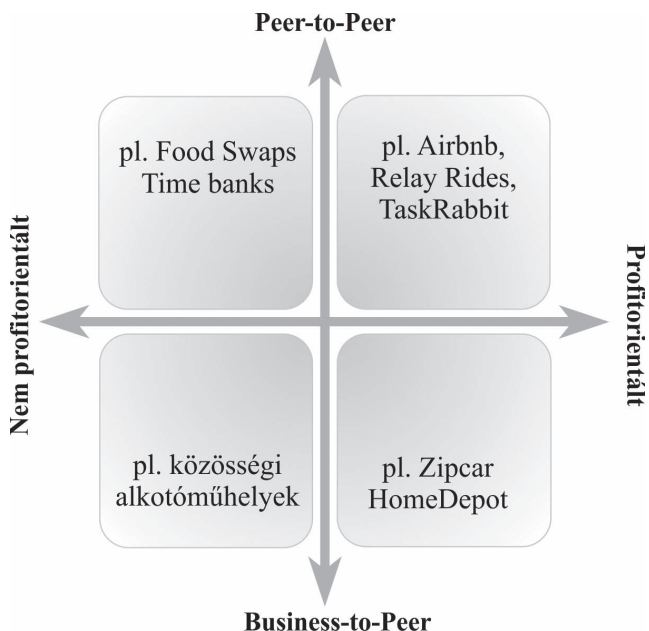 Peer-to-Peer
pl. Food Swaps
Time banks
pl. Airbnb,
Relay Rides,
TaskRabbit
Nem profitorientált
Profitorientált
pl. közösségi
alkotóműhelyek
pl. Zipcar
HomeDepot
Business-to-Peer